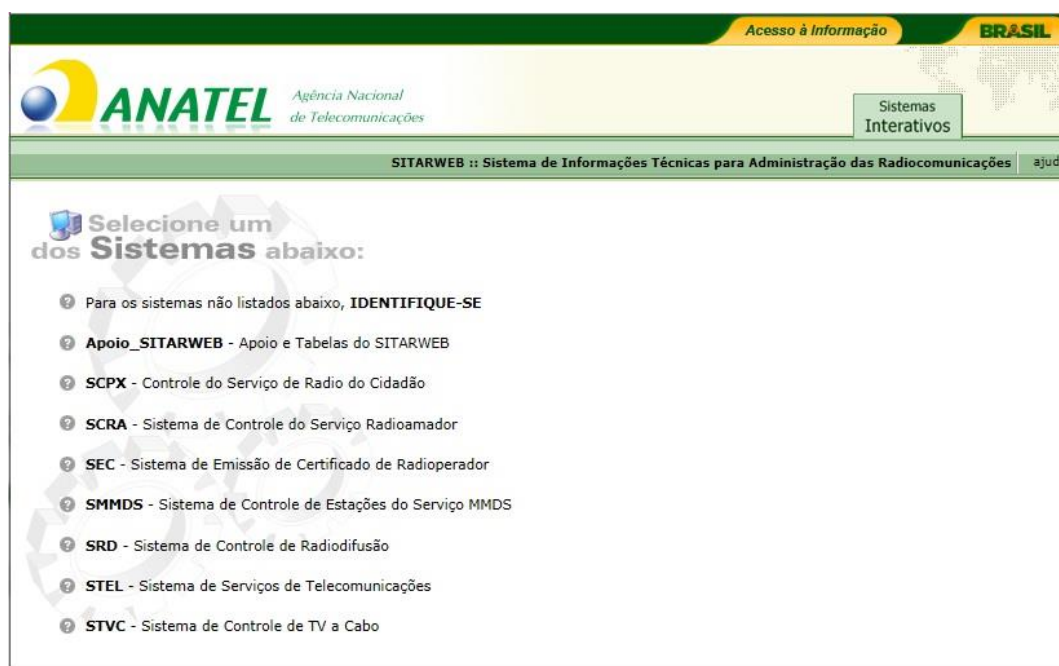 Acesso à Informação
BRASIL
ANATEL
Agência Nacional
de Telecomunicações
Sistemas
Interativos
SITARWEB :: Sistema de Informações Técnicas para Administração das Radiocomunicações ajud
Selecione um
dos Sistemas abaixo:
Para os sistemas não listados abaixo, IDENTIFIQUE-SE
Apoio_SITARWEB - Apoio e Tabelas do SITARWEB
SCPX - Controle do Serviço de Radio do Cidadão
SCRA - Sistema de Controle do Serviço Radioamador
SEC - Sistema de Emissão de Certificado de Radioperador
SMMDS - Sistema de Controle de Estações do Serviço MMDS
SRD - Sistema de Controle de Radiodifusão
STEL - Sistema de Serviços de Telecomunicações
STVC - Sistema de Controle de TV a Cabo